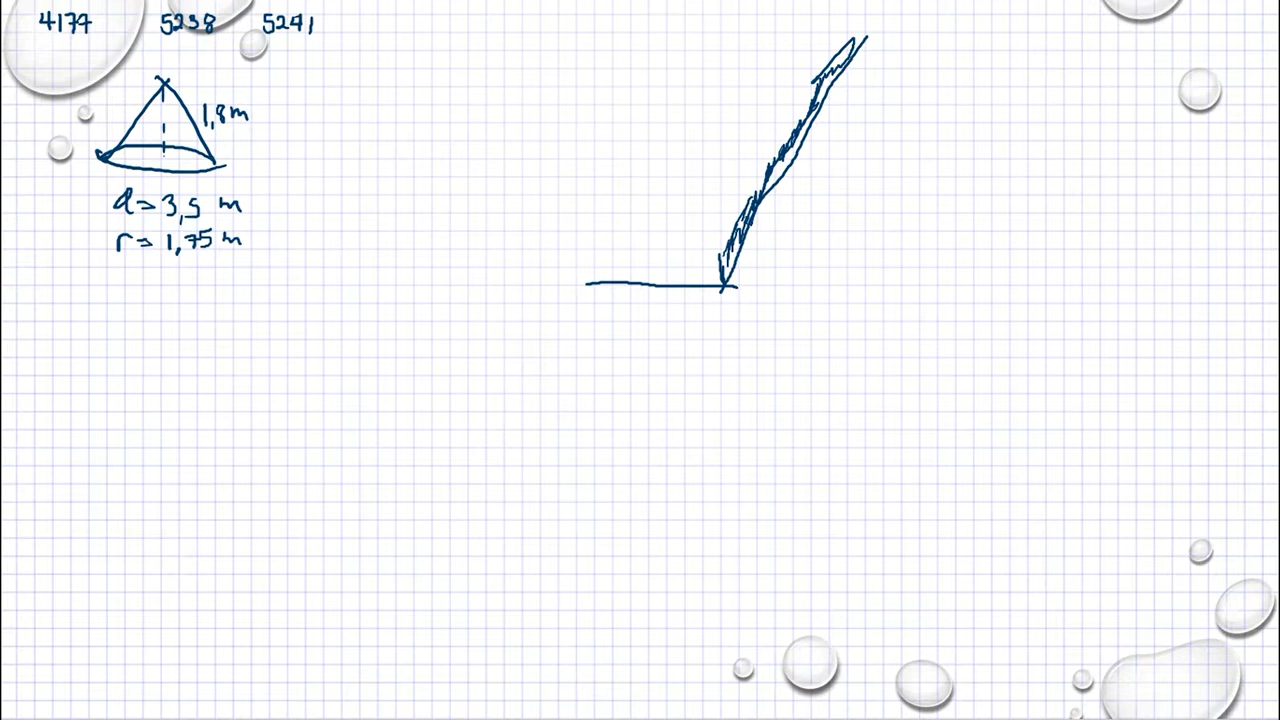 4174 5238 5241
1,8m
d = 3,5 m
r = 1,75 m